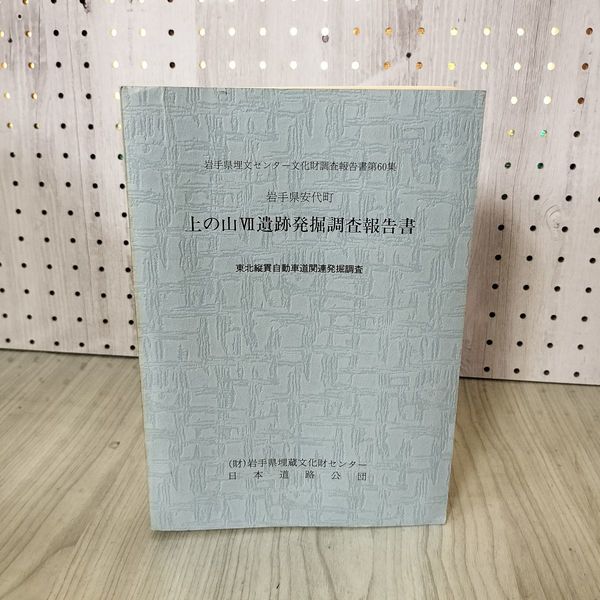 岩手県埋文センター文化財調査報告書第60集
岩手県安代町
上の山Ⅶ遺跡発掘調査報告書
東北縦貫自動車道関連発掘調査
(財)岩手県埋蔵文化財センター
日本道路公団